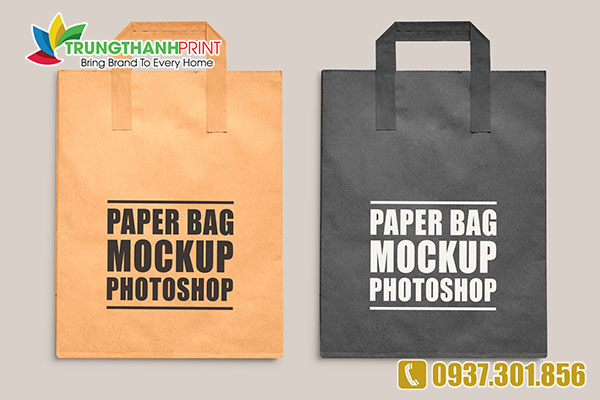 TRUNGTHANHPRINT
Bring Brand To Every Home
PAPER BAG
MOCKUP
PHOTOSHOP
PAPER BAG
MOCKUP
PHOTOSHOP
0937.301.856